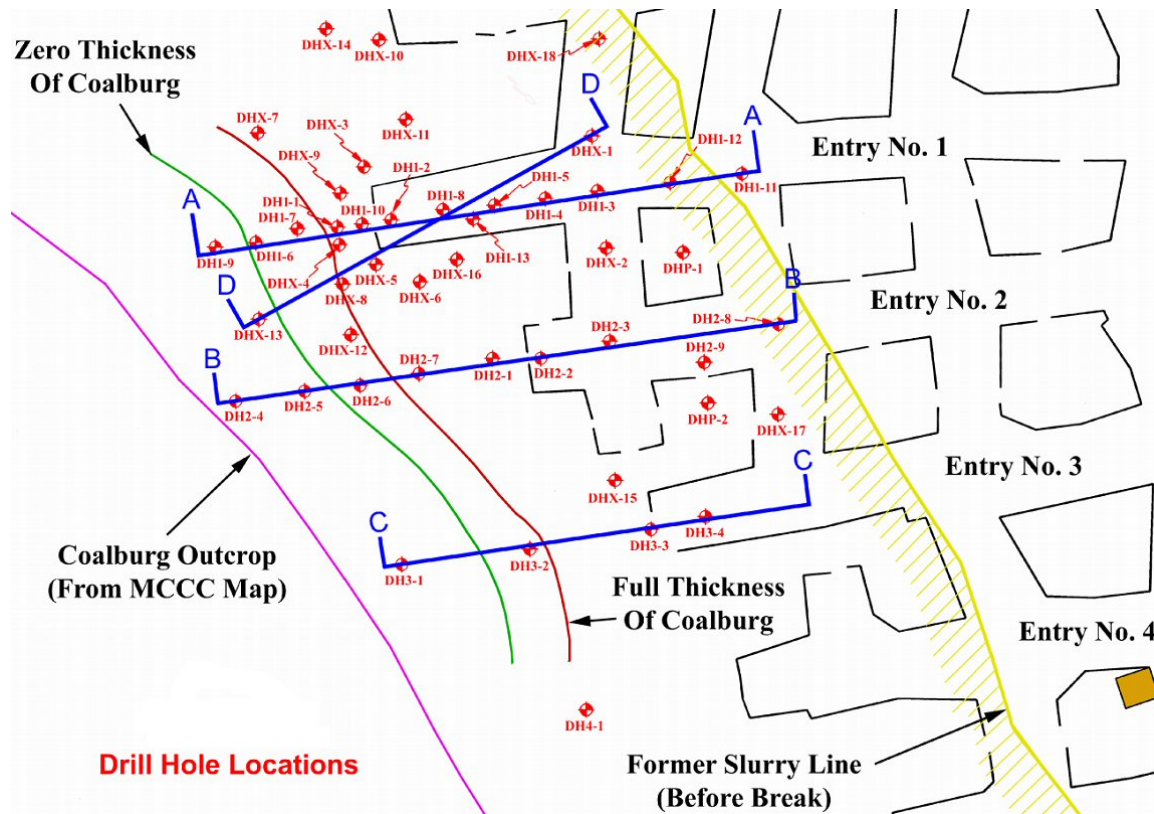 Zero Thickness
Of Coalburg
DHX-14
DHX-10
DHX-18
D
A
Entry No. 1
DHX-7
DHX-3
DHX-11
DHX-9
DH1-2
DHX-1
DH1-12
DH1-11
A
DH1-1
DH1-7
DH1-10
DH1-8
DH1-5
DH1-4
DH1-3
DH1-9
DH1-6
DHX-4
DHX-5
DHX-16
DH1-13
DHX-2
DHP-1
D
DHX-8
DHX-6
B
Entry No. 2
DHX-13
DHX-12
DH2-3
DH2-8
B
DH2-7
DH2-1
DH2-2
DH2-9
DH2-4
DH2-5
DH2-6
DHP-2
DHX-17
Entry No. 3
C
DHX-15
C
DH3-3
DH3-4
DH3-1
DH3-2
Coalburg Outcrop
(From MCCC Map)
Full Thickness
Of Coalburg
Entry No. 4
DH4-1
Drill Hole Locations
Former Slurry Line
(Before Break)